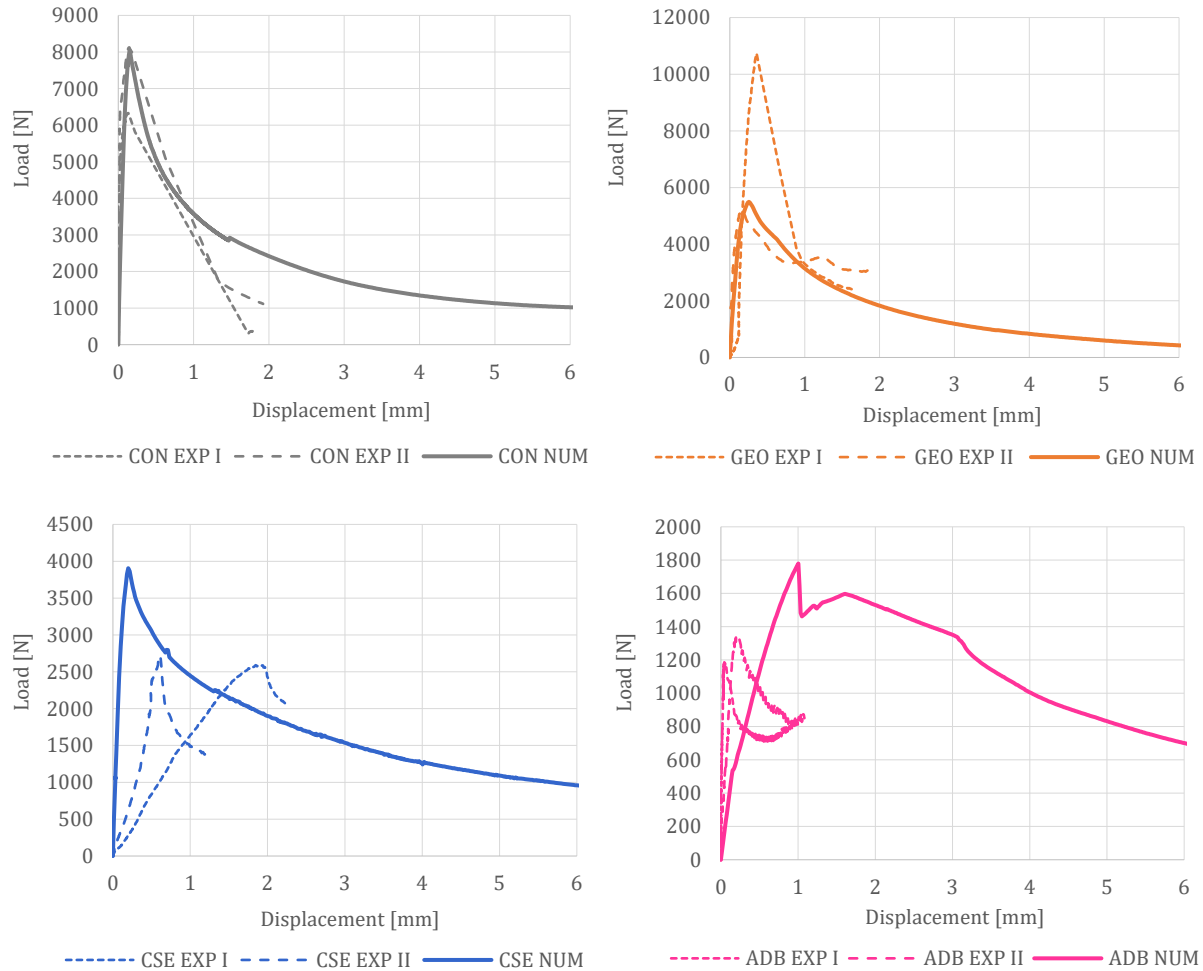 9000
8000
7000
6000
5000
4000
3000
2000
1000
0
Load [N]
0 1 2 3 4 5 6
Displacement [mm]
CON EXP I CON EXP II CON NUM
12000
10000
8000
6000
4000
2000
0
Load [N]
0 1 2 3 4 5 6
Displacement [mm]
GEO EXP I GEO EXP II GEO NUM
4500
4000
3500
3000
2500
2000
1500
1000
500
0
Load [N]
0 1 2 3 4 5 6
Displacement [mm]
CSE EXP I CSE EXP II CSE NUM
2000
1800
1600
1400
1200
1000
800
600
400
200
0
Load [N]
0 1 2 3 4 5 6
Displacement [mm]
ADB EXP I ADB EXP II ADB NUM